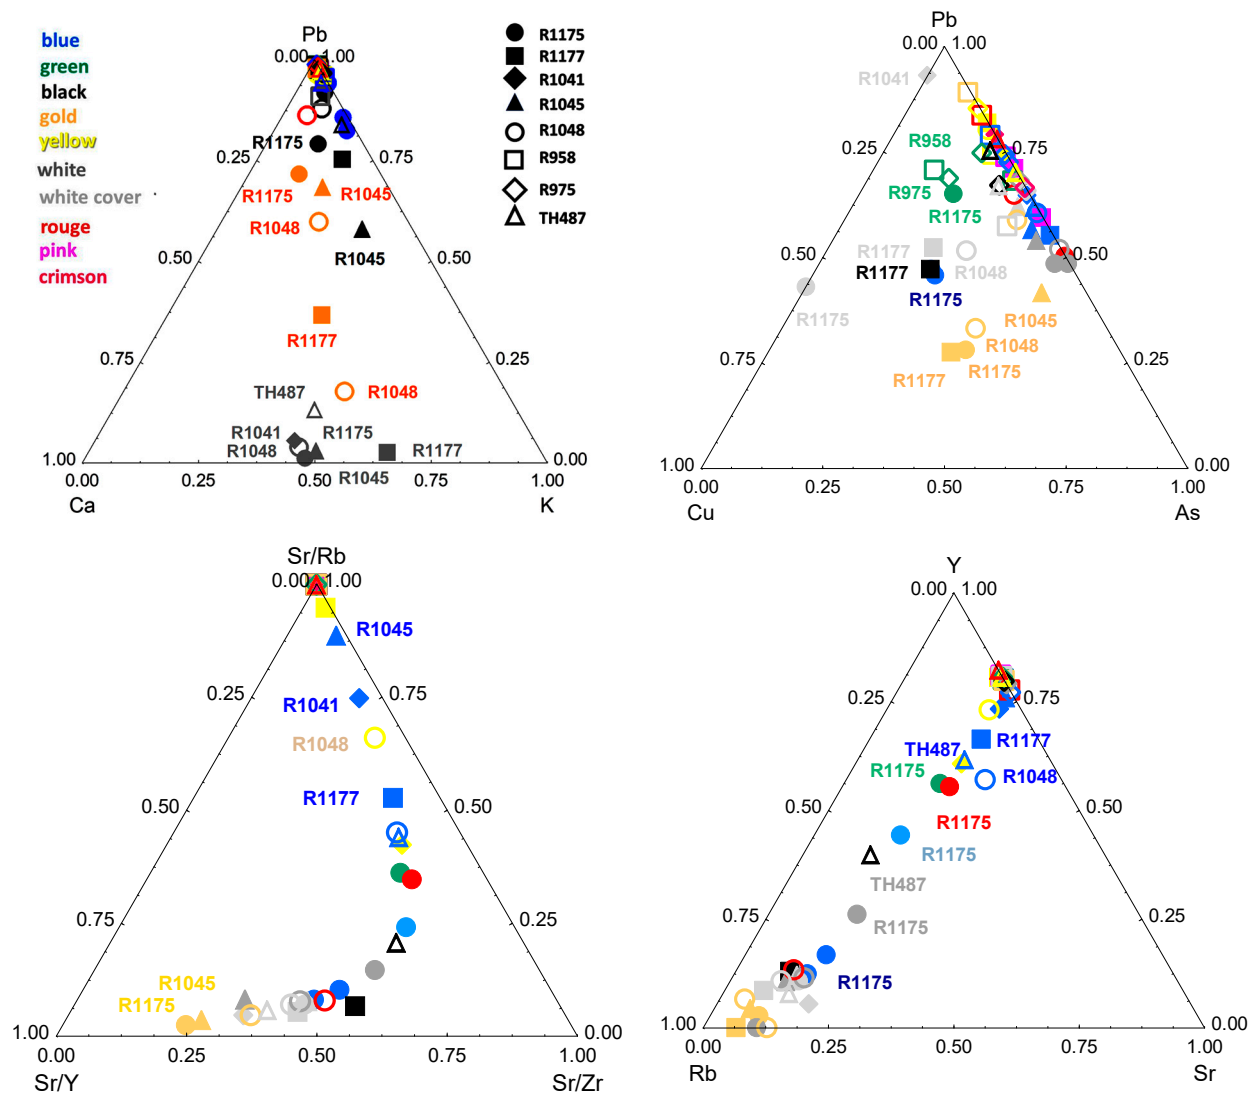 Pb
0.00 1.00
blue
green
black
gold
yellow
white
white cover
rouge
pink
crimson
R1175
R1177
R1041
R1045
R1048
R958
R975
TH487
R1175
0.25
0.75
R1175
R1045
R1048
R1045
0.50
0.50
R1177
0.75
0.25
TH487
R1048
R1041
R1175
R1048
R1177
1.00
0.00
R1045
0.00
0.25
0.50
0.75
1.00
Ca
K
Pb
0.00 1.00
R1041
0.25
0.75
R958
R975
R1175
R1177
R1048
0.50
R1177
0.50
R1175
R1175
R1045
R1048
0.75
0.25
R1177
R1175
1.00
0.00
0.00
0.25
0.50
0.75
1.00
Cu
As
Sr/Rb
0.00 1.00
R1045
0.25
0.75
R1041
R1048
R1177
0.50
0.50
0.75
0.25
R1045
R1175
1.00
0.00
0.00
0.25
0.50
0.75
1.00
Sr/Y
Sr/Zr
Y
0.00 1.00
0.25
0.75
TH487
R1177
R1175
R1048
0.50
0.50
R1175
R1175
TH487
0.75
R1175
0.25
R1175
1.00
0.00
0.00
0.25
0.50
0.75
1.00
Rb
Sr